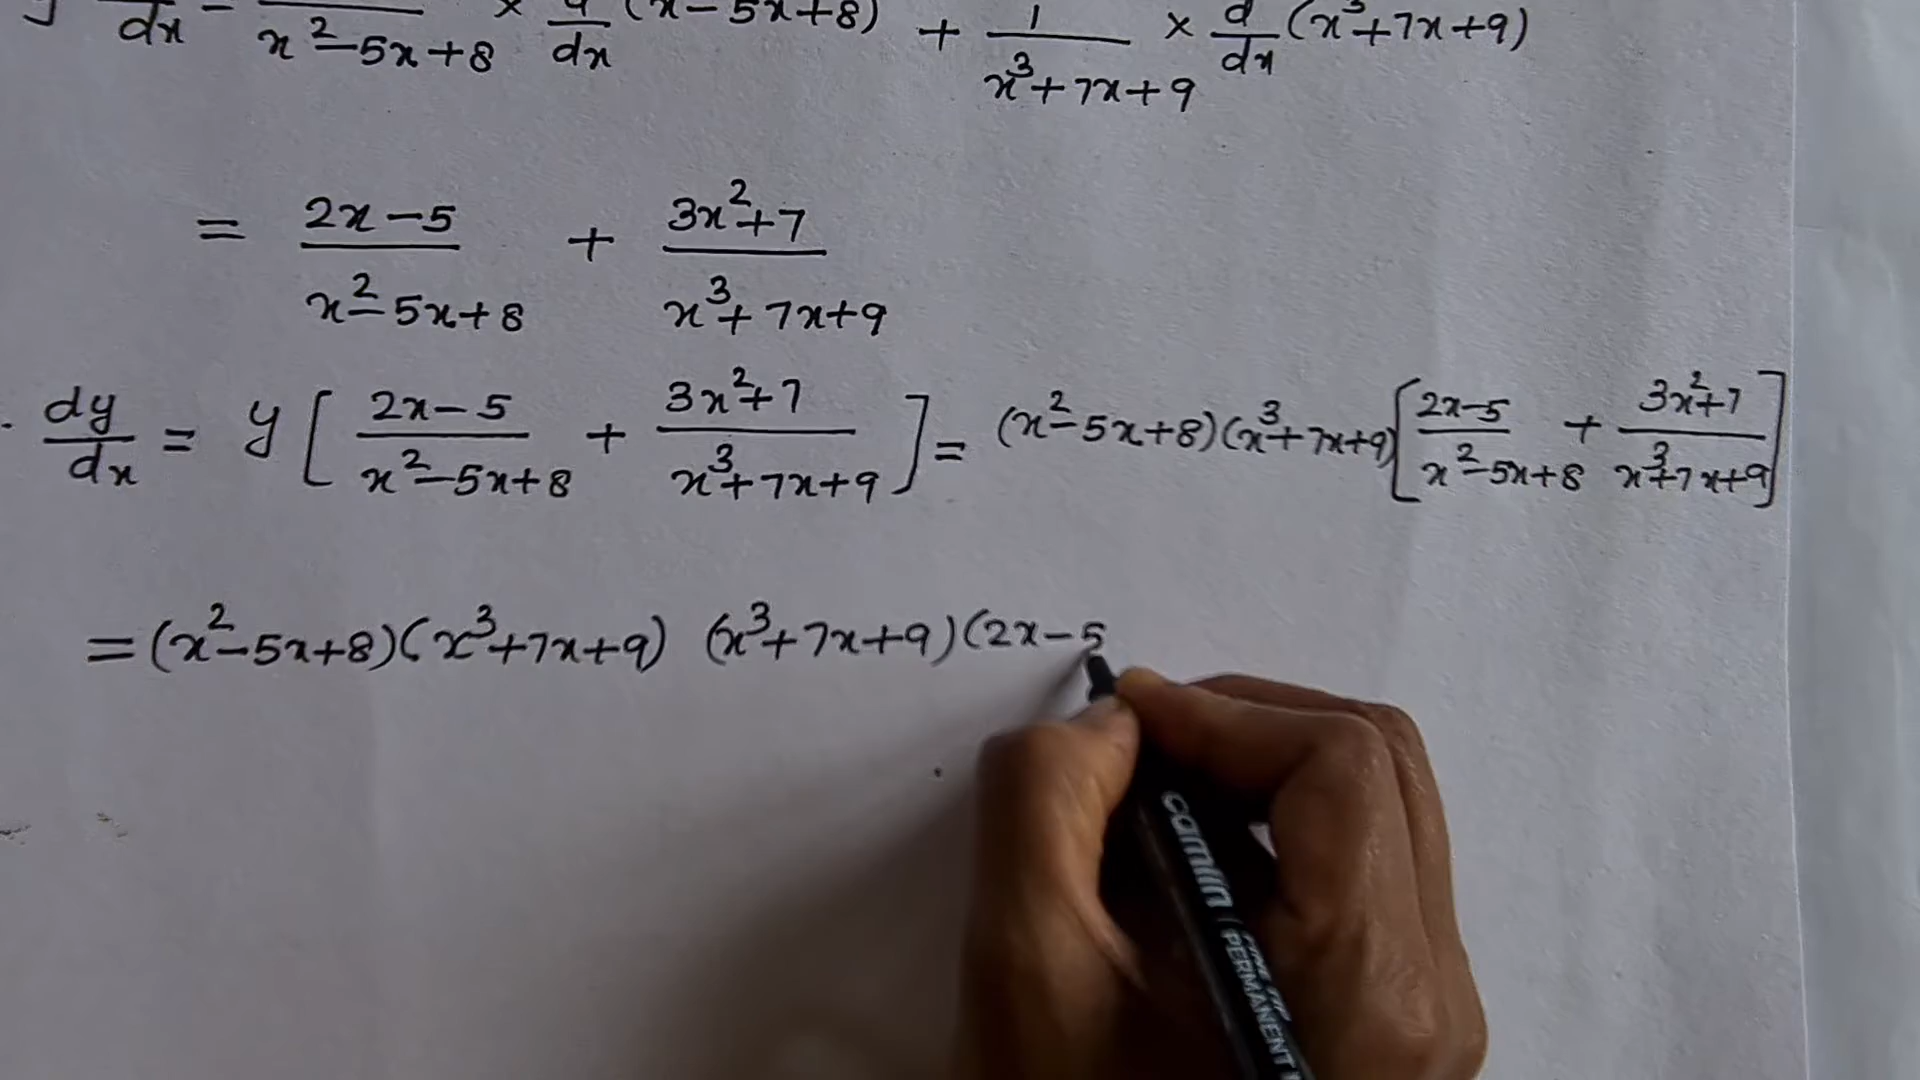 dx = x² - 5x + 8 × d/dx (x - 5x + 8) + 1/(x³ + 7x + 9) × d/dx (x³ + 7x + 9)
= (2x - 5)/(x² - 5x + 8) + (3x² + 7)/(x³ + 7x + 9)
dy/dx = y [ (2x - 5)/(x² - 5x + 8) + (3x² + 7)/(x³ + 7x + 9) ] = (x² - 5x + 8)(x³ + 7x + 9) [ (2x - 5)/(x² - 5x + 8) + (3x² + 7)/(x³ + 7x + 9) ]
= (x² - 5x + 8)(x³ + 7x + 9) (x³ + 7x + 9)(2x - 5
camlin
PERMANENT